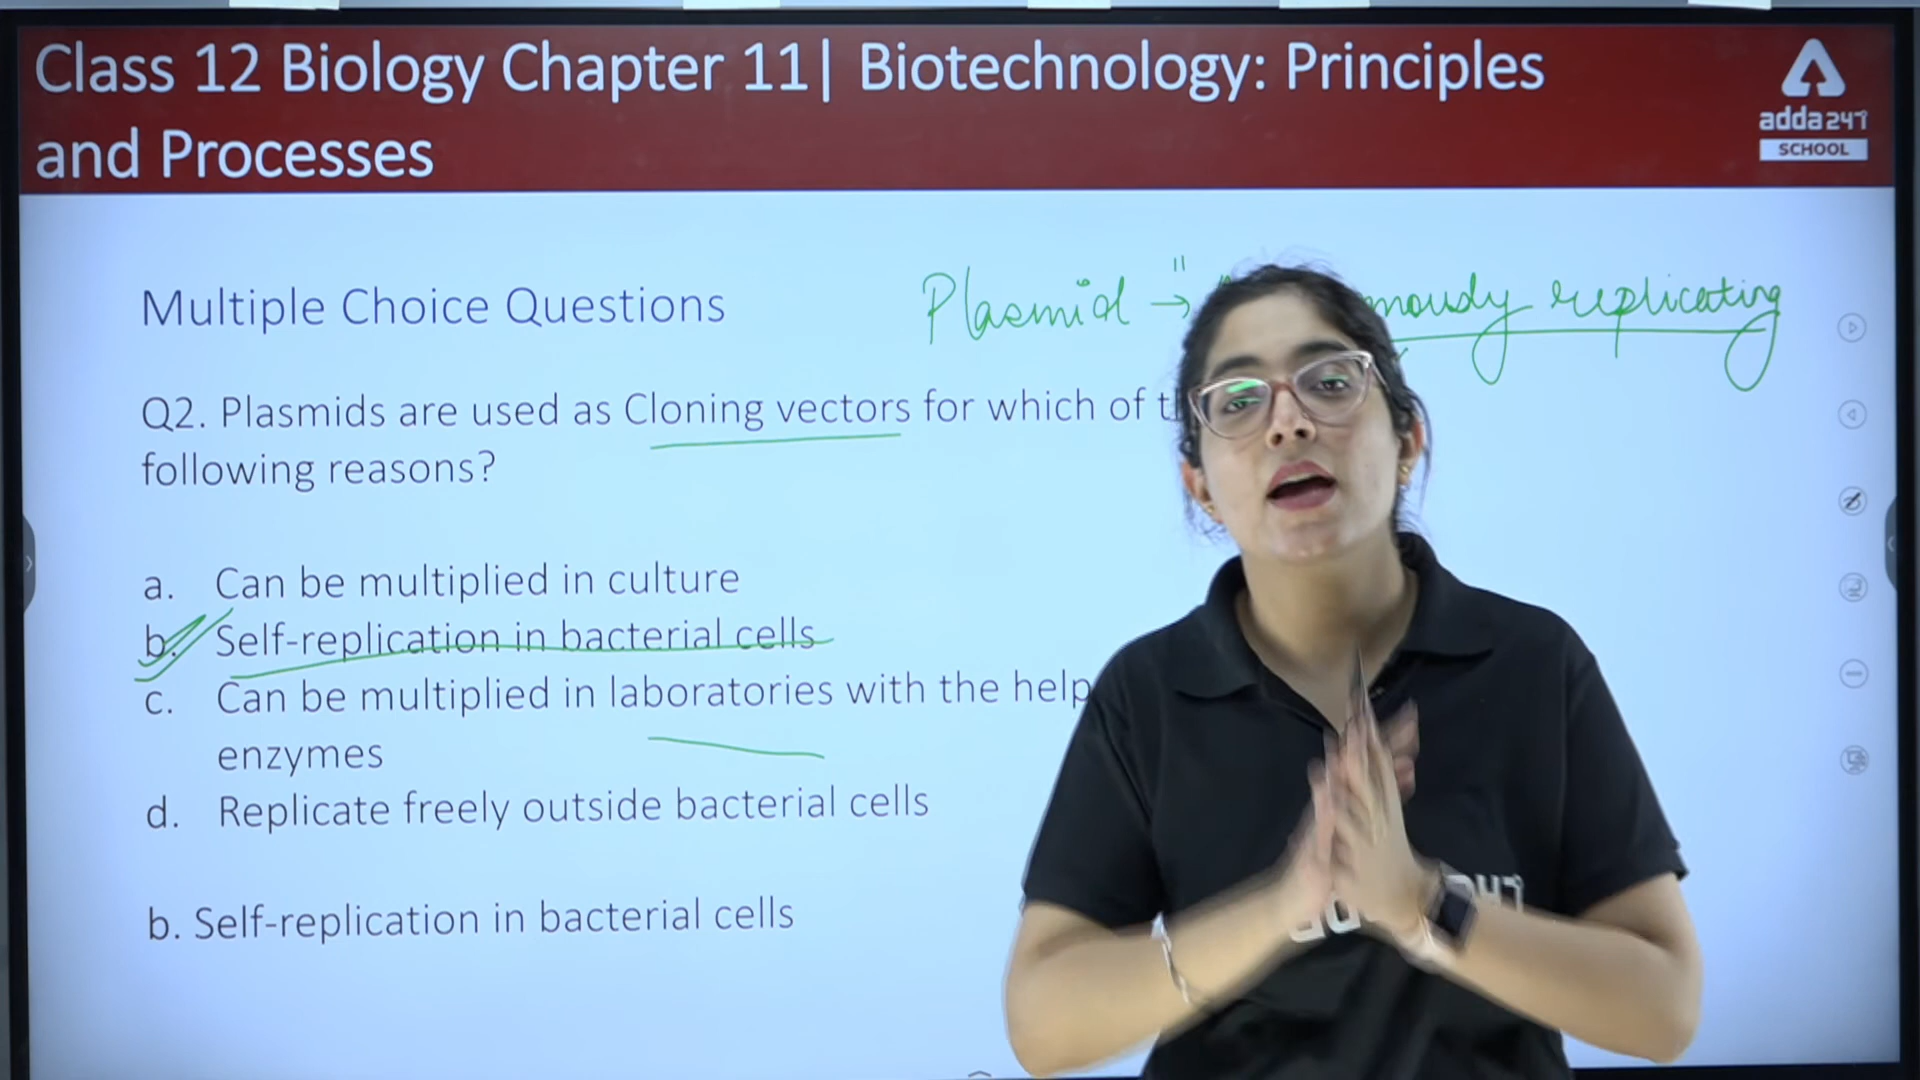 Class 12 Biology Chapter 11| Biotechnology: Principles
and Processes
adda247
SCHOOL
Multiple Choice Questions
Plasmid → " replicating
Q2. Plasmids are used as Cloning vectors for which of
following reasons?
a. Can be multiplied in culture
b. Self-replication in bacterial cells
c. Can be multiplied in laboratories with the help
enzymes
d. Replicate freely outside bacterial cells
b. Self-replication in bacterial cells